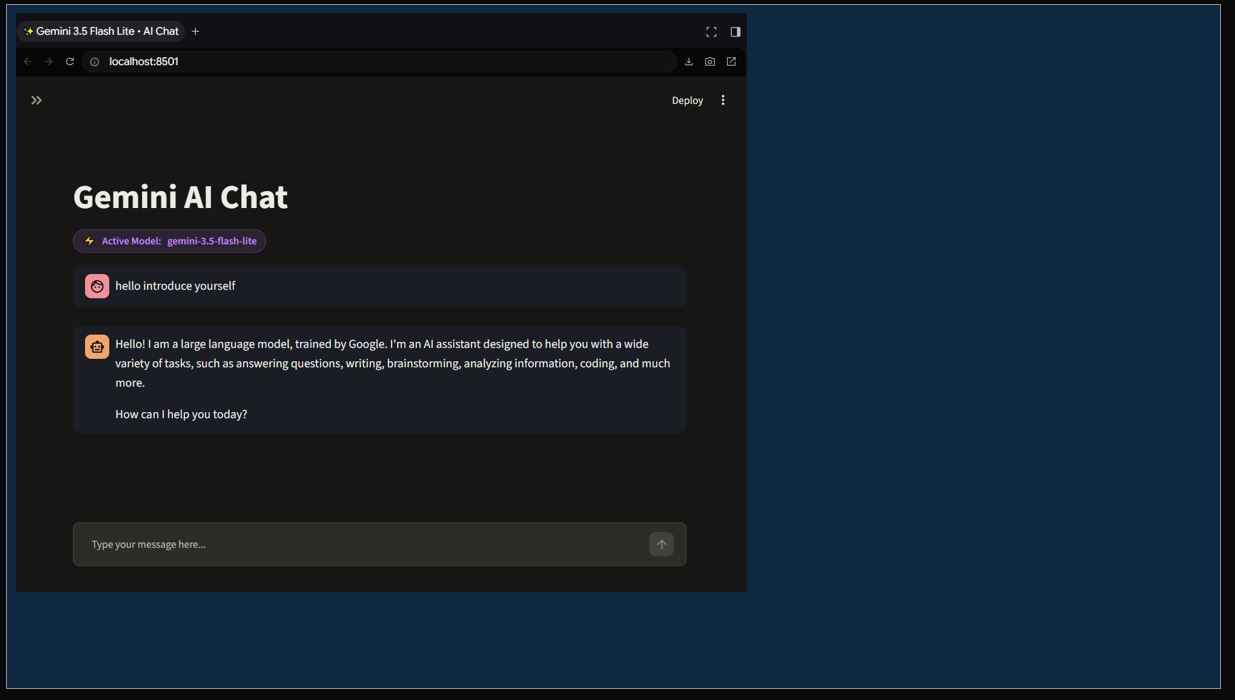 ✨ Gemini 3.5 Flash Lite • AI Chat
localhost:8501
Deploy
Gemini AI Chat
⚡ Active Model: gemini-3.5-flash-lite
hello introduce yourself
Hello! I am a large language model, trained by Google. I'm an AI assistant designed to help you with a wide
variety of tasks, such as answering questions, writing, brainstorming, analyzing information, coding, and much
more.
How can I help you today?
Type your message here...